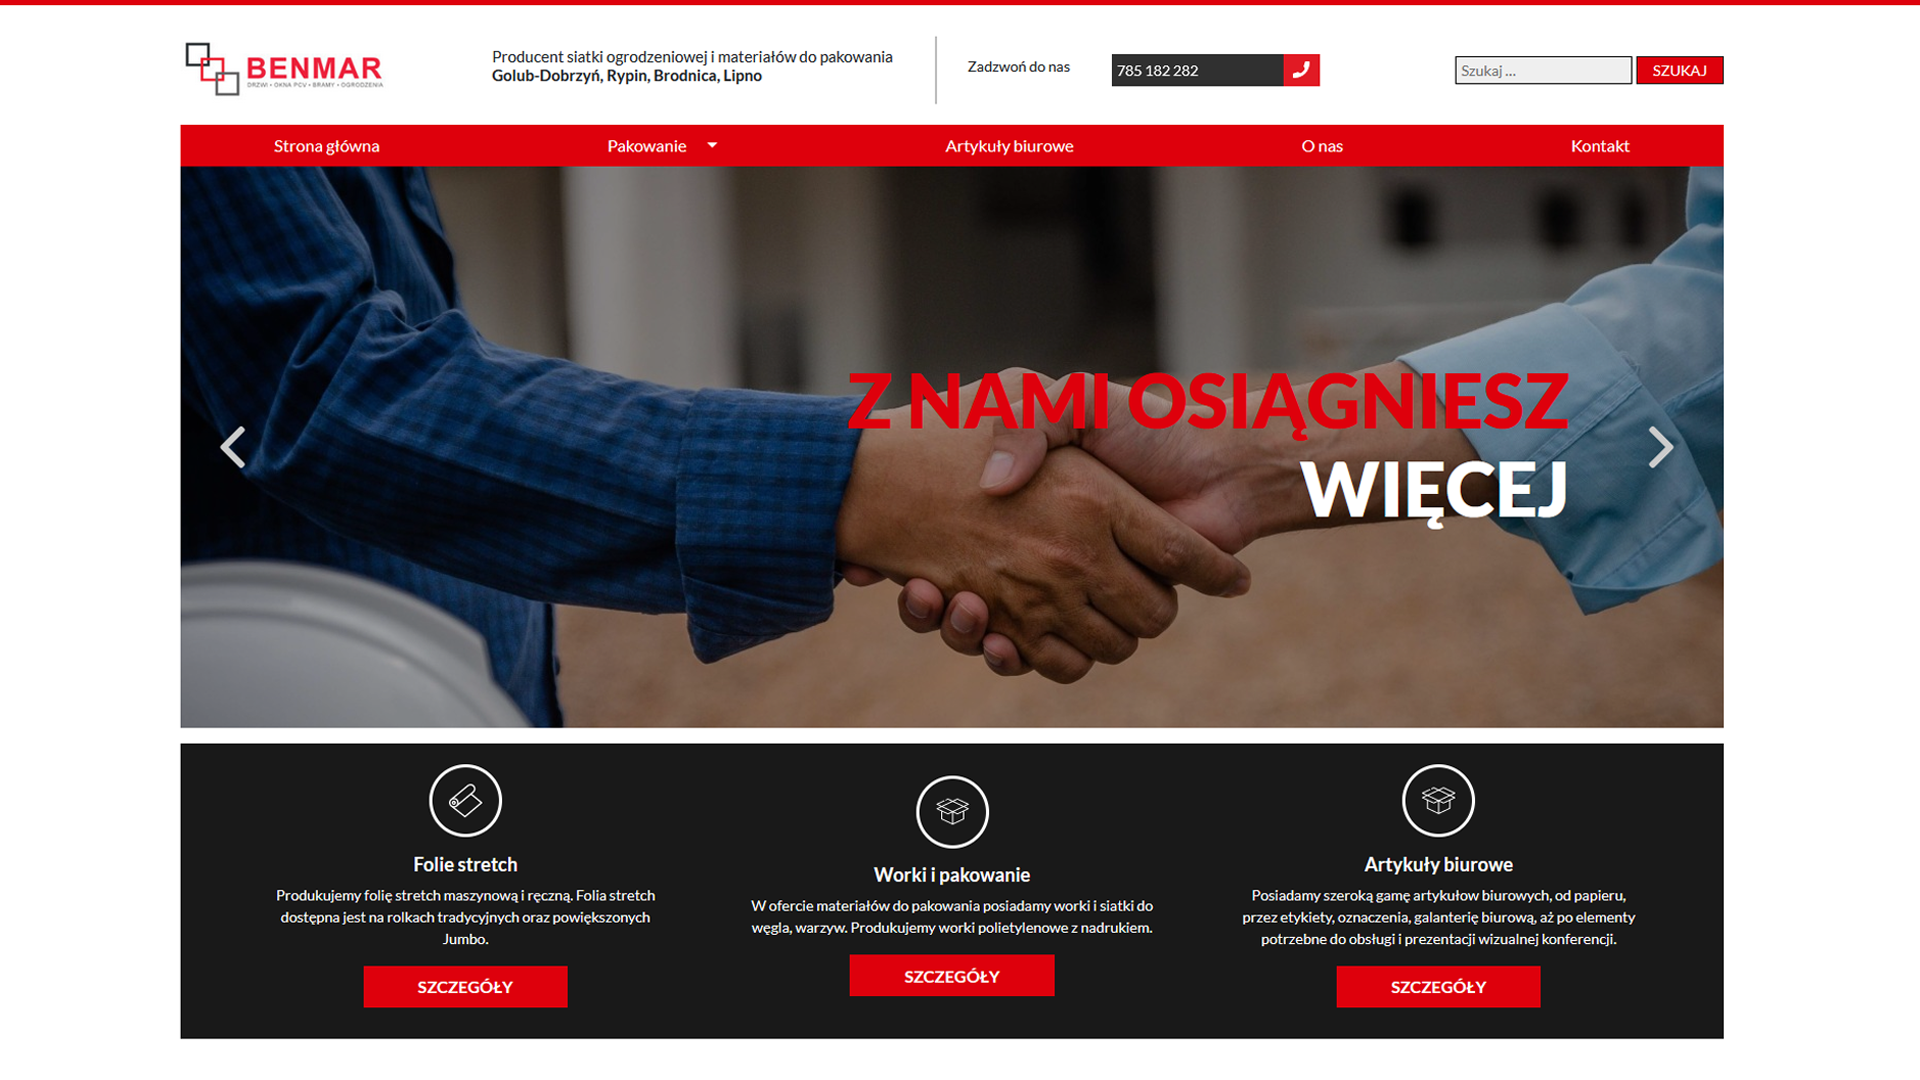 BENMAR
DRZWI • OKNA PCV • BRAMY • OGRODZENIA
Producent siatki ogrodzeniowej i materiałów do pakowania
Golub-Dobrzyń, Rypin, Brodnica, Lipno
Zadzwoń do nas
785 182 282
Szukaj ...
SZUKAJ
Strona główna
Pakowanie
Artykuły biurowe
O nas
Kontakt
Z NAMI OSIĄGNIESZ
WIĘCEJ
Folie stretch
Produkujemy folię stretch maszynową i ręczną. Folia stretch
dostępna jest na rolkach tradycyjnych oraz powiększonych
Jumbo.
SZCZEGÓŁY
Worki i pakowanie
W ofercie materiałów do pakowania posiadamy worki i siatki do
węgla, warzyw. Produkujemy worki polietylenowe z nadrukiem.
SZCZEGÓŁY
Artykuły biurowe
Posiadamy szeroką gamę artykułow biurowych, od papieru,
przez etykiety, oznaczenia, galanterię biurową, aż po elementy
potrzebne do obsługi i prezentacji wizualnej konferencji.
SZCZEGÓŁY